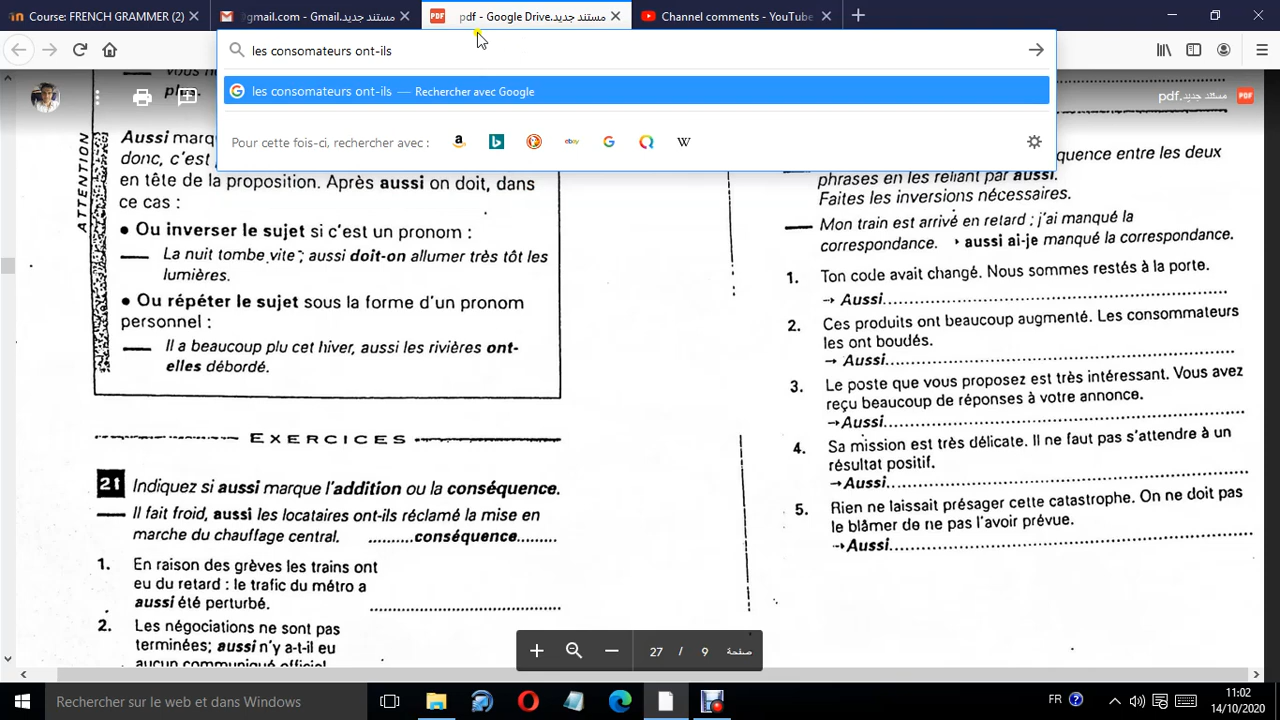 Course: FRENCH GRAMMER (2)
مستند جديد.gmail.com - Gmail
مستند جديد.pdf - Google Drive
Channel comments - YouTube
les consomateurs ont-ils
les consomateurs ont-ils — Rechercher avec Google
Pour cette fois-ci, rechercher avec :
مستند جديد.pdf
ATTENTION
plus.
Aussi marq
donc, c'est
en tête de la proposition. Après aussi on doit, dans
ce cas :
• Ou inverser le sujet si c'est un pronom :
La nuit tombe vite ; aussi doit-on allumer très tôt les
lumières.
• Ou répéter le sujet sous la forme d'un pronom
personnel :
Il a beaucoup plu cet hiver, aussi les rivières ont-
elles débordé.
EXERCICES
21 Indiquez si aussi marque l'addition ou la conséquence.
Il fait froid, aussi les locataires ont-ils réclamé la mise en
marche du chauffage central. ..........conséquence........
1. En raison des grèves les trains ont
eu du retard : le trafic du métro a
aussi été perturbé. ..........................................
2. Les négociations ne sont pas
terminées; aussi n'y a-t-il eu
aucun communiqué officiel
quence entre les deux
phrases en les reliant par aussi.
Faites les inversions nécessaires.
Mon train est arrivé en retard ; j'ai manqué la
correspondance. ‣ aussi ai-je manqué la correspondance.
1. Ton code avait changé. Nous sommes restés à la porte.
→ Aussi..........................................
2. Ces produits ont beaucoup augmenté. Les consommateurs
les ont boudés.
→ Aussi..........................................
3. Le poste que vous proposez est très intéressant. Vous avez
reçu beaucoup de réponses à votre annonce.
→Aussi..........................................
4. Sa mission est très délicate. Il ne faut pas s'attendre à un
résultat positif.
→Aussi..........................................
5. Rien ne laissait présager cette catastrophe. On ne doit pas
le blâmer de ne pas l'avoir prévue.
→Aussi..........................................
27 / 9 صفحة
Rechercher sur le web et dans Windows
FR
11:02
14/10/2020